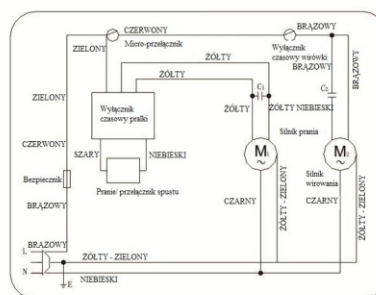 CZERWONY
BRĄZOWY
ZIELONY
Micro-przełącznik
Wyłącznik
czasowy wirówki
BRĄZOWY
ŻÓŁTY
ŻÓŁTY
C₁
C₂
BRĄZOWY
ZIELONY
Wyłącznik
czasowy pralki
ŻÓŁTY
ŻÓŁTY NIEBIESKI
Silnik prania
CZERWONY
SZARY
NIEBIESKI
M₁
~
M₂
~
Bezpiecznik
Pranie/ przełącznik spustu
Silnik
wirowania
BRĄZOWY
CZARNY
ŻÓŁTY - ZIELONY
CZARNY
ŻÓŁTY - ZIELONY
BRĄZOWY
L
ŻÓŁTY - ZIELONY
N
NIEBIESKI
E